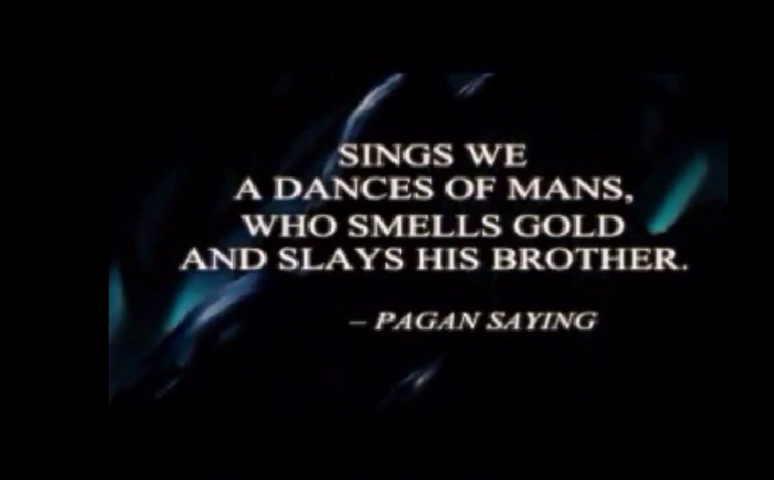 SINGS WE
A DANCES OF MANS,
WHO SMELLS GOLD
AND SLAYS HIS BROTHER.
– PAGAN SAYING